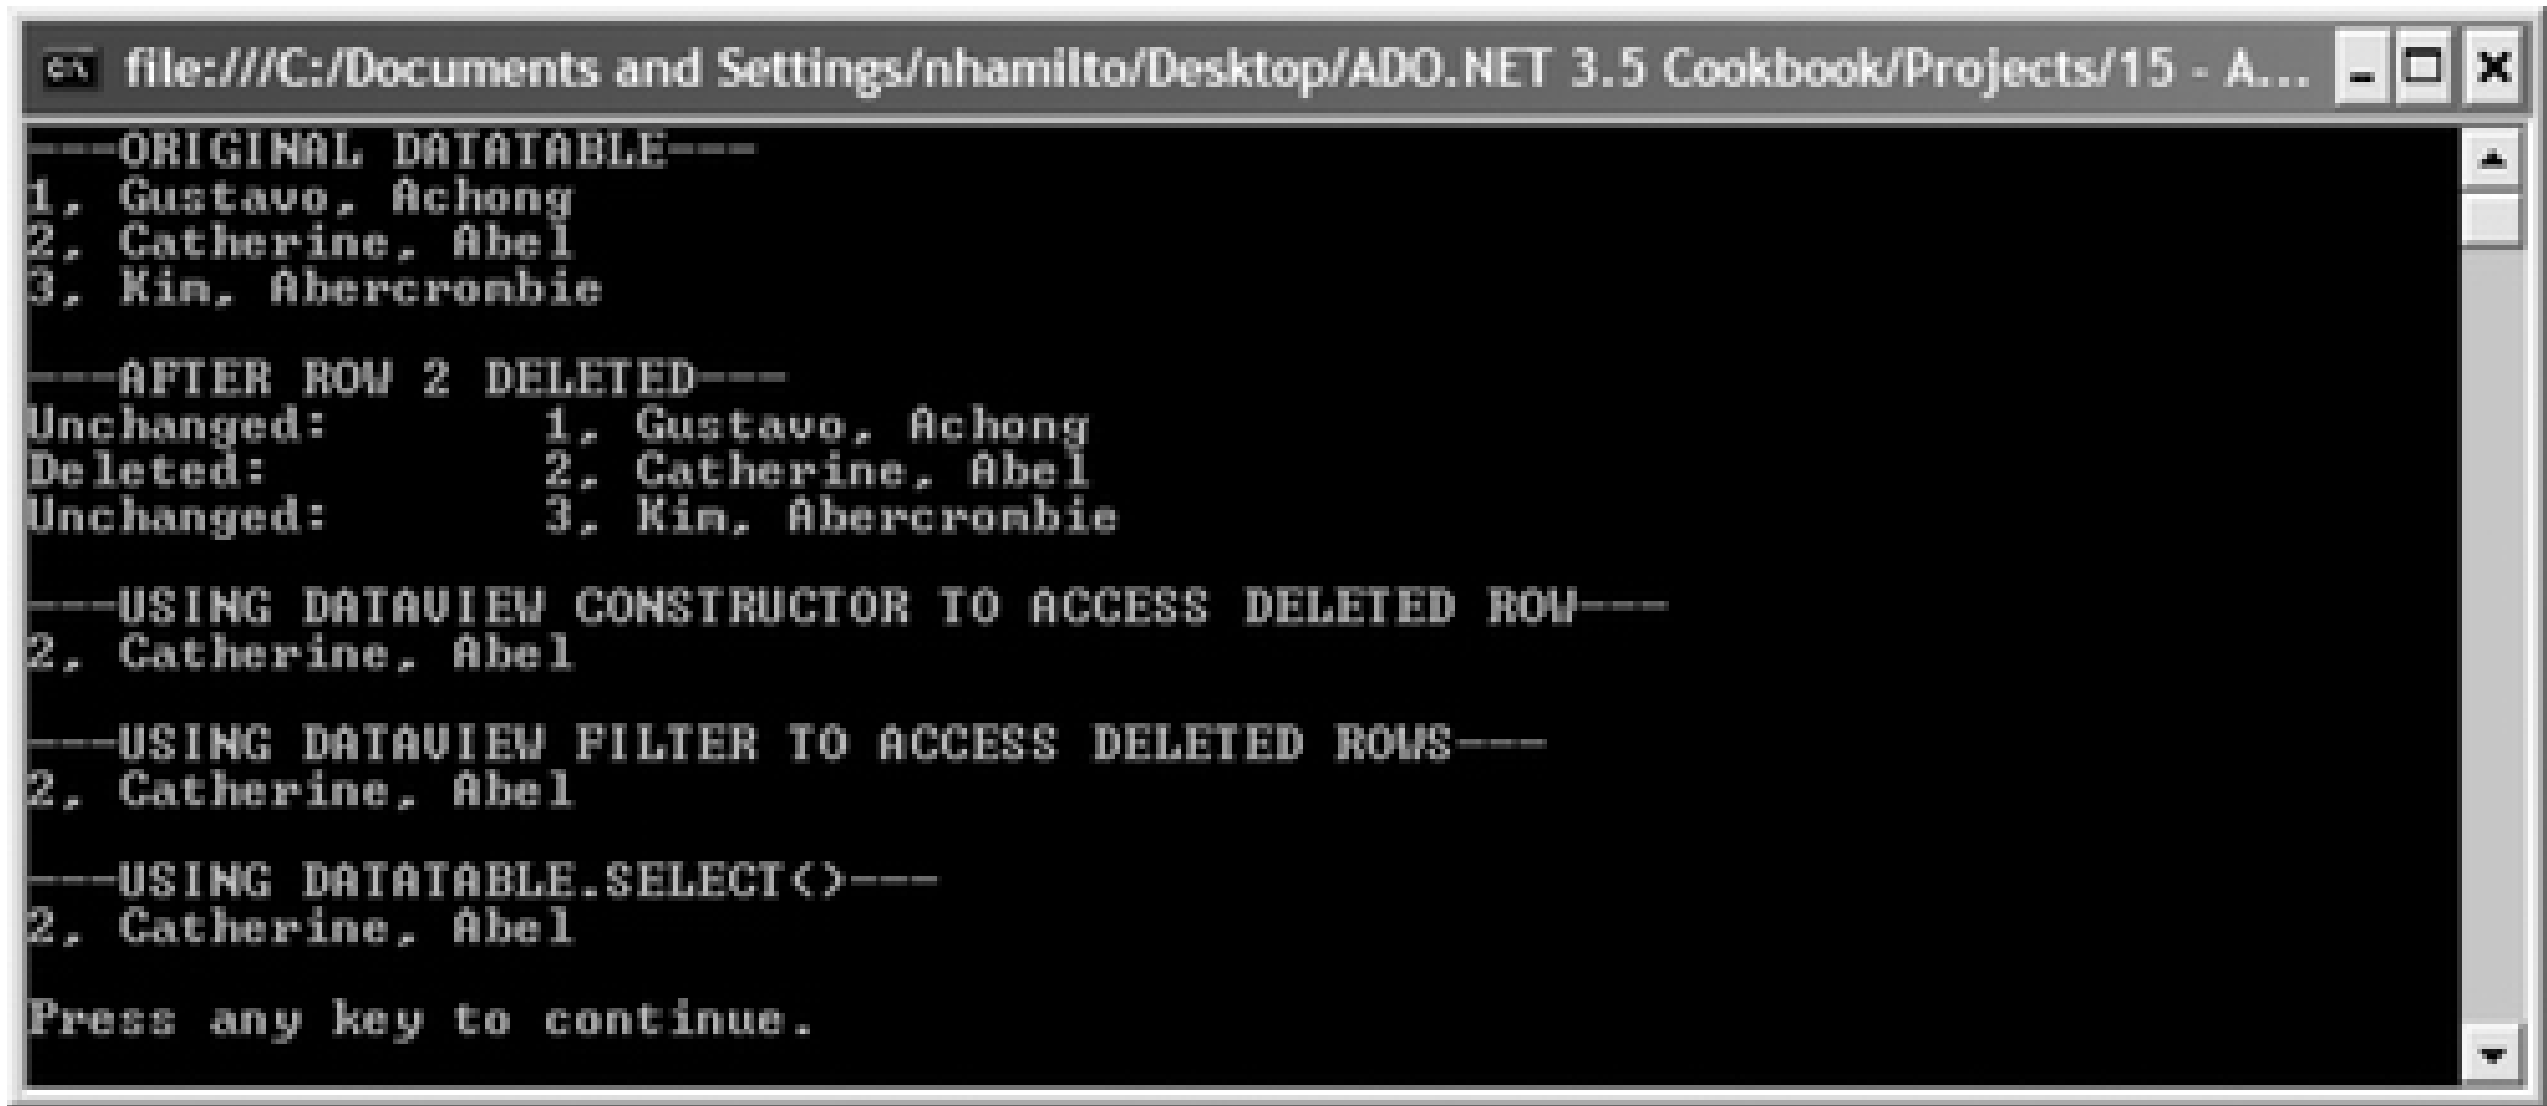 file:///C:/Documents and Settings/nhamilto/Desktop/ADO.NET 3.5 Cookbook/Projects/15 - A...
---ORIGINAL DATATABLE---
1, Gustavo, Achong
2, Catherine, Abel
3, Kim, Abercrombie
---AFTER ROW 2 DELETED---
Unchanged: 1, Gustavo, Achong
Deleted: 2, Catherine, Abel
Unchanged: 3, Kim, Abercrombie
---USING DATAVIEW CONSTRUCTOR TO ACCESS DELETED ROW---
2, Catherine, Abel
---USING DATAVIEW FILTER TO ACCESS DELETED ROWS---
2, Catherine, Abel
---USING DATATABLE.SELECT()---
2, Catherine, Abel
Press any key to continue.